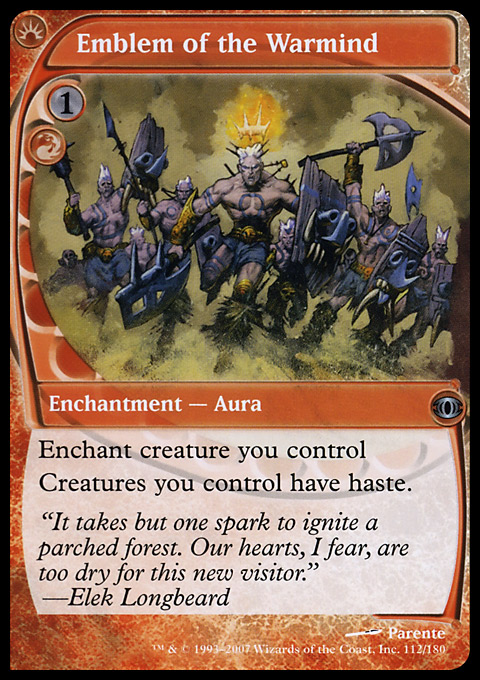 Emblem of the Warmind
1
Enchantment — Aura
Enchant creature you control
Creatures you control have haste.
“It takes but one spark to ignite a
parched forest. Our hearts, I fear, are
too dry for this new visitor.”
—Elek Longbeard
Parente
™ & © 1993–2007 Wizards of the Coast, Inc. 112/180